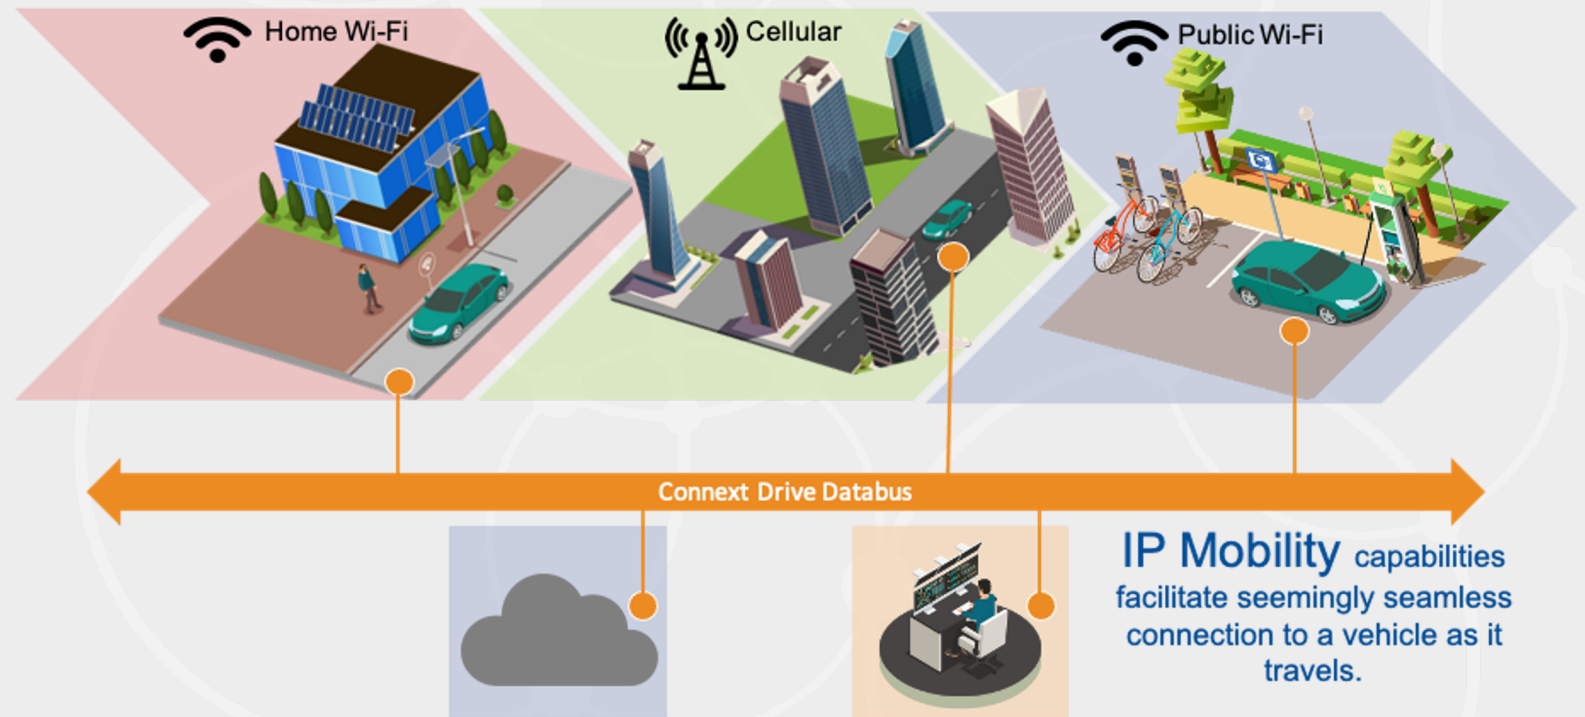 Home Wi-Fi
Cellular
Public Wi-Fi
Connext Drive Databus
IP Mobility capabilities
facilitate seemingly seamless
connection to a vehicle as it
travels.